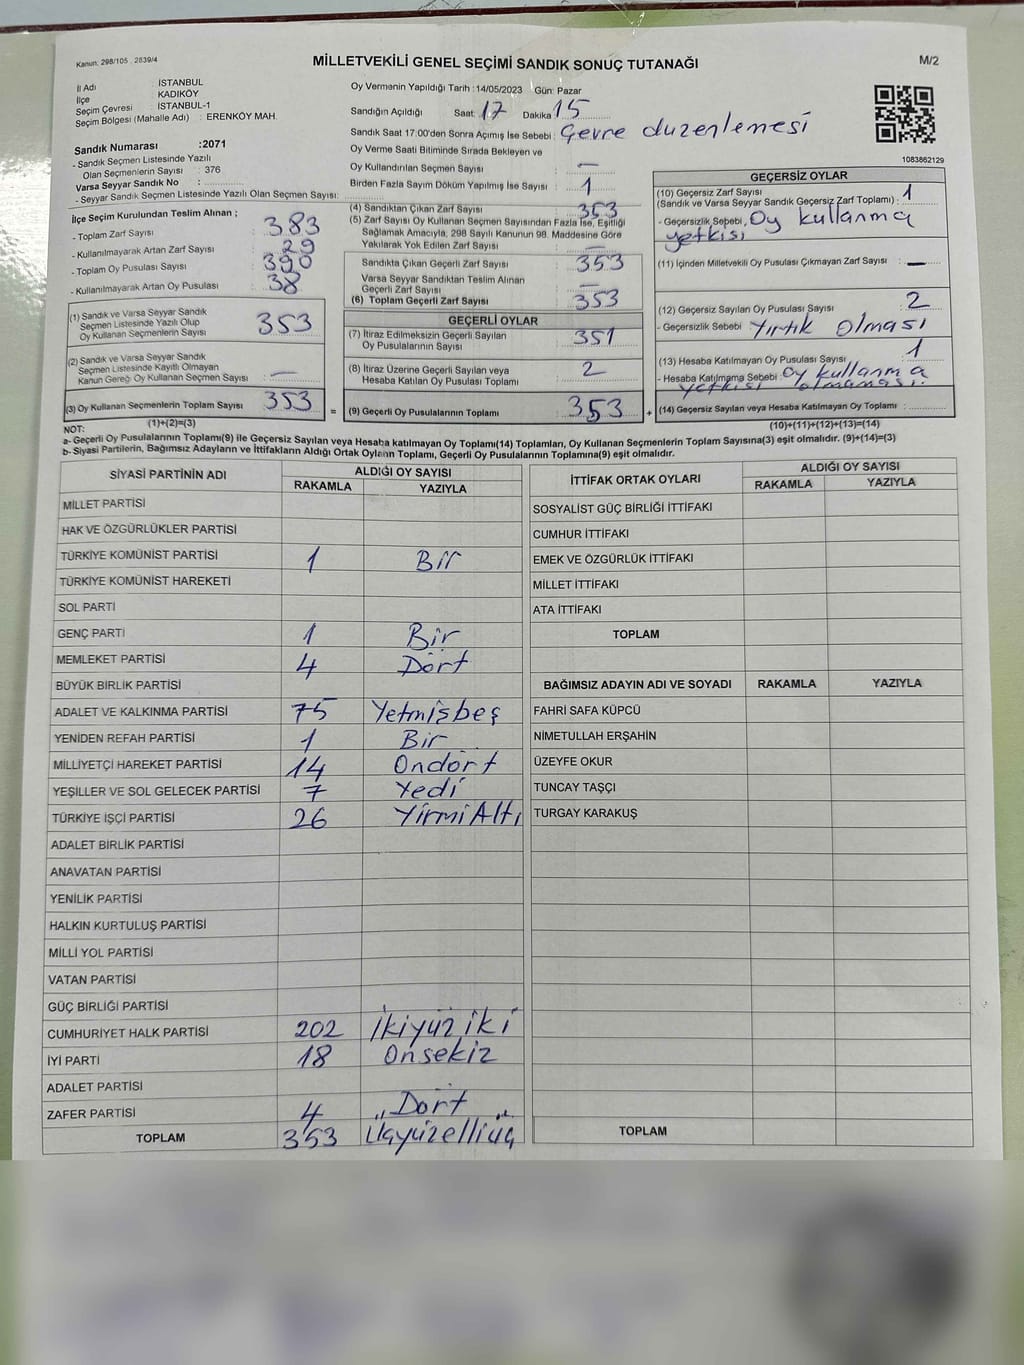 Kanun. 298/105 . 2839/4
MİLLETVEKİLİ GENEL SEÇİMİ SANDIK SONUÇ TUTANAĞI
M/2
İl Adı : İSTANBUL
İlçe : KADIKÖY
Seçim Çevresi : İSTANBUL-1
Seçim Bölgesi (Mahalle Adı) : ERENKÖY MAH.
Oy Vermenin Yapıldığı Tarih : 14/05/2023 Gün: Pazar
Sandığın Açıldığı Saat: 17 Dakika 15
Sandık Saat 17:00'den Sonra Açımış İse Sebebi : Çevre düzenlemesi
Oy Verme Saati Bitiminde Sırada Bekleyen ve
Oy Kullandırılan Seçmen Sayısı : —
Birden Fazla Sayım Döküm Yapılmış İse Sayısı : 1
1083862129
Sandık Numarası :2071
- Sandık Seçmen Listesinde Yazılı
Olan Seçmenlerin Sayısı : 376
Varsa Seyyar Sandık No :
- Seyyar Sandık Seçmen Listesinde Yazılı Olan Seçmen Sayısı:
İlçe Seçim Kurulundan Teslim Alınan ;
- Toplam Zarf Sayısı : 383
- Kullanılmayarak Artan Zarf Sayısı : 29
- Toplam Oy Pusulası Sayısı : 390
- Kullanılmayarak Artan Oy Pusulası : 38
(1) Sandık ve Varsa Seyyar Sandık
Seçmen Listesinde Yazılı Olup
Oy Kullanan Seçmenlerin Sayısı : 353
(2) Sandık ve Varsa Seyyar Sandık
Seçmen Listesinde Kayıtlı Olmayan
Kanun Gereği Oy Kullanan Seçmen Sayısı : —
(3) Oy Kullanan Seçmenlerin Toplam Sayısı 353 =
(1)+(2)=(3)
(4) Sandıktan Çıkan Zarf Sayısı : 353
(5) Zarf Sayısı Oy Kullanan Seçmen Sayısından Fazla İse, Eşitliği
Sağlamak Amacıyla, 298 Sayılı Kanunun 98. Maddesine Göre
Yakılarak Yok Edilen Zarf Sayısı : —
Sandıkta Çıkan Geçerli Zarf Sayısı : 353
Varsa Seyyar Sandıktan Teslim Alınan
Geçerli Zarf Sayısı : —
(6) Toplam Geçerli Zarf Sayısı : 353
GEÇERLİ OYLAR
(7) İtiraz Edilmeksizin Geçerli Sayılan
Oy Pusulalarının Sayısı : 351
(8) İtiraz Üzerine Geçerli Sayılan veya
Hesaba Katılan Oy Pusulası Toplamı : 2
(9) Geçerli Oy Pusulalarının Toplamı : 353 +
GEÇERSİZ OYLAR
(10) Geçersiz Zarf Sayısı : 1
(Sandık ve Varsa Seyyar Sandık Geçersiz Zarf Toplamı) :
- Geçersizlik Sebebi, Oy kullanma
yetkisi
(11) İçinden Milletvekili Oy Pusulası Çıkmayan Zarf Sayısı : —
(12) Geçersiz Sayılan Oy Pusulası Sayısı : 2
- Geçersizlik Sebebi Yırtık olması
(13) Hesaba Katılmayan Oy Pusulası Sayısı : 1
- Hesaba Katılmama Sebebi : Oy kullanma
yetkisi olmaması.
(14) Geçersiz Sayılan veya Hesaba Katılmayan Oy Toplamı :
(10)+(11)+(12)+(13)=(14)
NOT:
a- Geçerli Oy Pusulalarının Toplamı(9) ile Geçersiz Sayılan veya Hesaba katılmayan Oy Toplamı(14) Toplamları, Oy Kullanan Seçmenlerin Toplam Sayısına(3) eşit olmalıdır. (9)+(14)=(3)
b- Siyasi Partilerin, Bağımsız Adayların ve İttifakların Aldığı Ortak Oyların Toplamı, Geçerli Oy Pusulalarının Toplamına(9) eşit olmalıdır.
SİYASİ PARTİNİN ADI ALDIĞI OY SAYISI
RAKAMLA YAZIYLA
MİLLET PARTİSİ
HAK VE ÖZGÜRLÜKLER PARTİSİ
TÜRKİYE KOMÜNİST PARTİSİ 1 Bir
TÜRKİYE KOMÜNİST HAREKETİ
SOL PARTİ
GENÇ PARTİ 1 Bir
MEMLEKET PARTİSİ 4 Dört
BÜYÜK BİRLİK PARTİSİ
ADALET VE KALKINMA PARTİSİ 75 Yetmişbeş
YENİDEN REFAH PARTİSİ 1 Bir
MİLLİYETÇİ HAREKET PARTİSİ 14 Ondört
YEŞİLLER VE SOL GELECEK PARTİSİ 7 Yedi
TÜRKİYE İŞÇİ PARTİSİ 26 Yirmi Altı
ADALET BİRLİK PARTİSİ
ANAVATAN PARTİSİ
YENİLİK PARTİSİ
HALKIN KURTULUŞ PARTİSİ
MİLLİ YOL PARTİSİ
VATAN PARTİSİ
GÜÇ BİRLİĞİ PARTİSİ
CUMHURİYET HALK PARTİSİ 202 İkiyüz iki
İYİ PARTİ 18 Onsekiz
ADALET PARTİSİ
ZAFER PARTİSİ 4 Dört
TOPLAM 353 Üçyüzelliüç
İTTİFAK ORTAK OYLARI ALDIĞI OY SAYISI
RAKAMLA YAZIYLA
SOSYALİST GÜÇ BİRLİĞİ İTTİFAKI
CUMHUR İTTİFAKI
EMEK VE ÖZGÜRLÜK İTTİFAKI
MİLLET İTTİFAKI
ATA İTTİFAKI
TOPLAM
BAĞIMSIZ ADAYIN ADI VE SOYADI RAKAMLA YAZIYLA
FAHRİ SAFA KÜPCÜ
NİMETULLAH ERŞAHİN
ÜZEYFE OKUR
TUNCAY TAŞÇI
TURGAY KARAKUŞ
TOPLAM